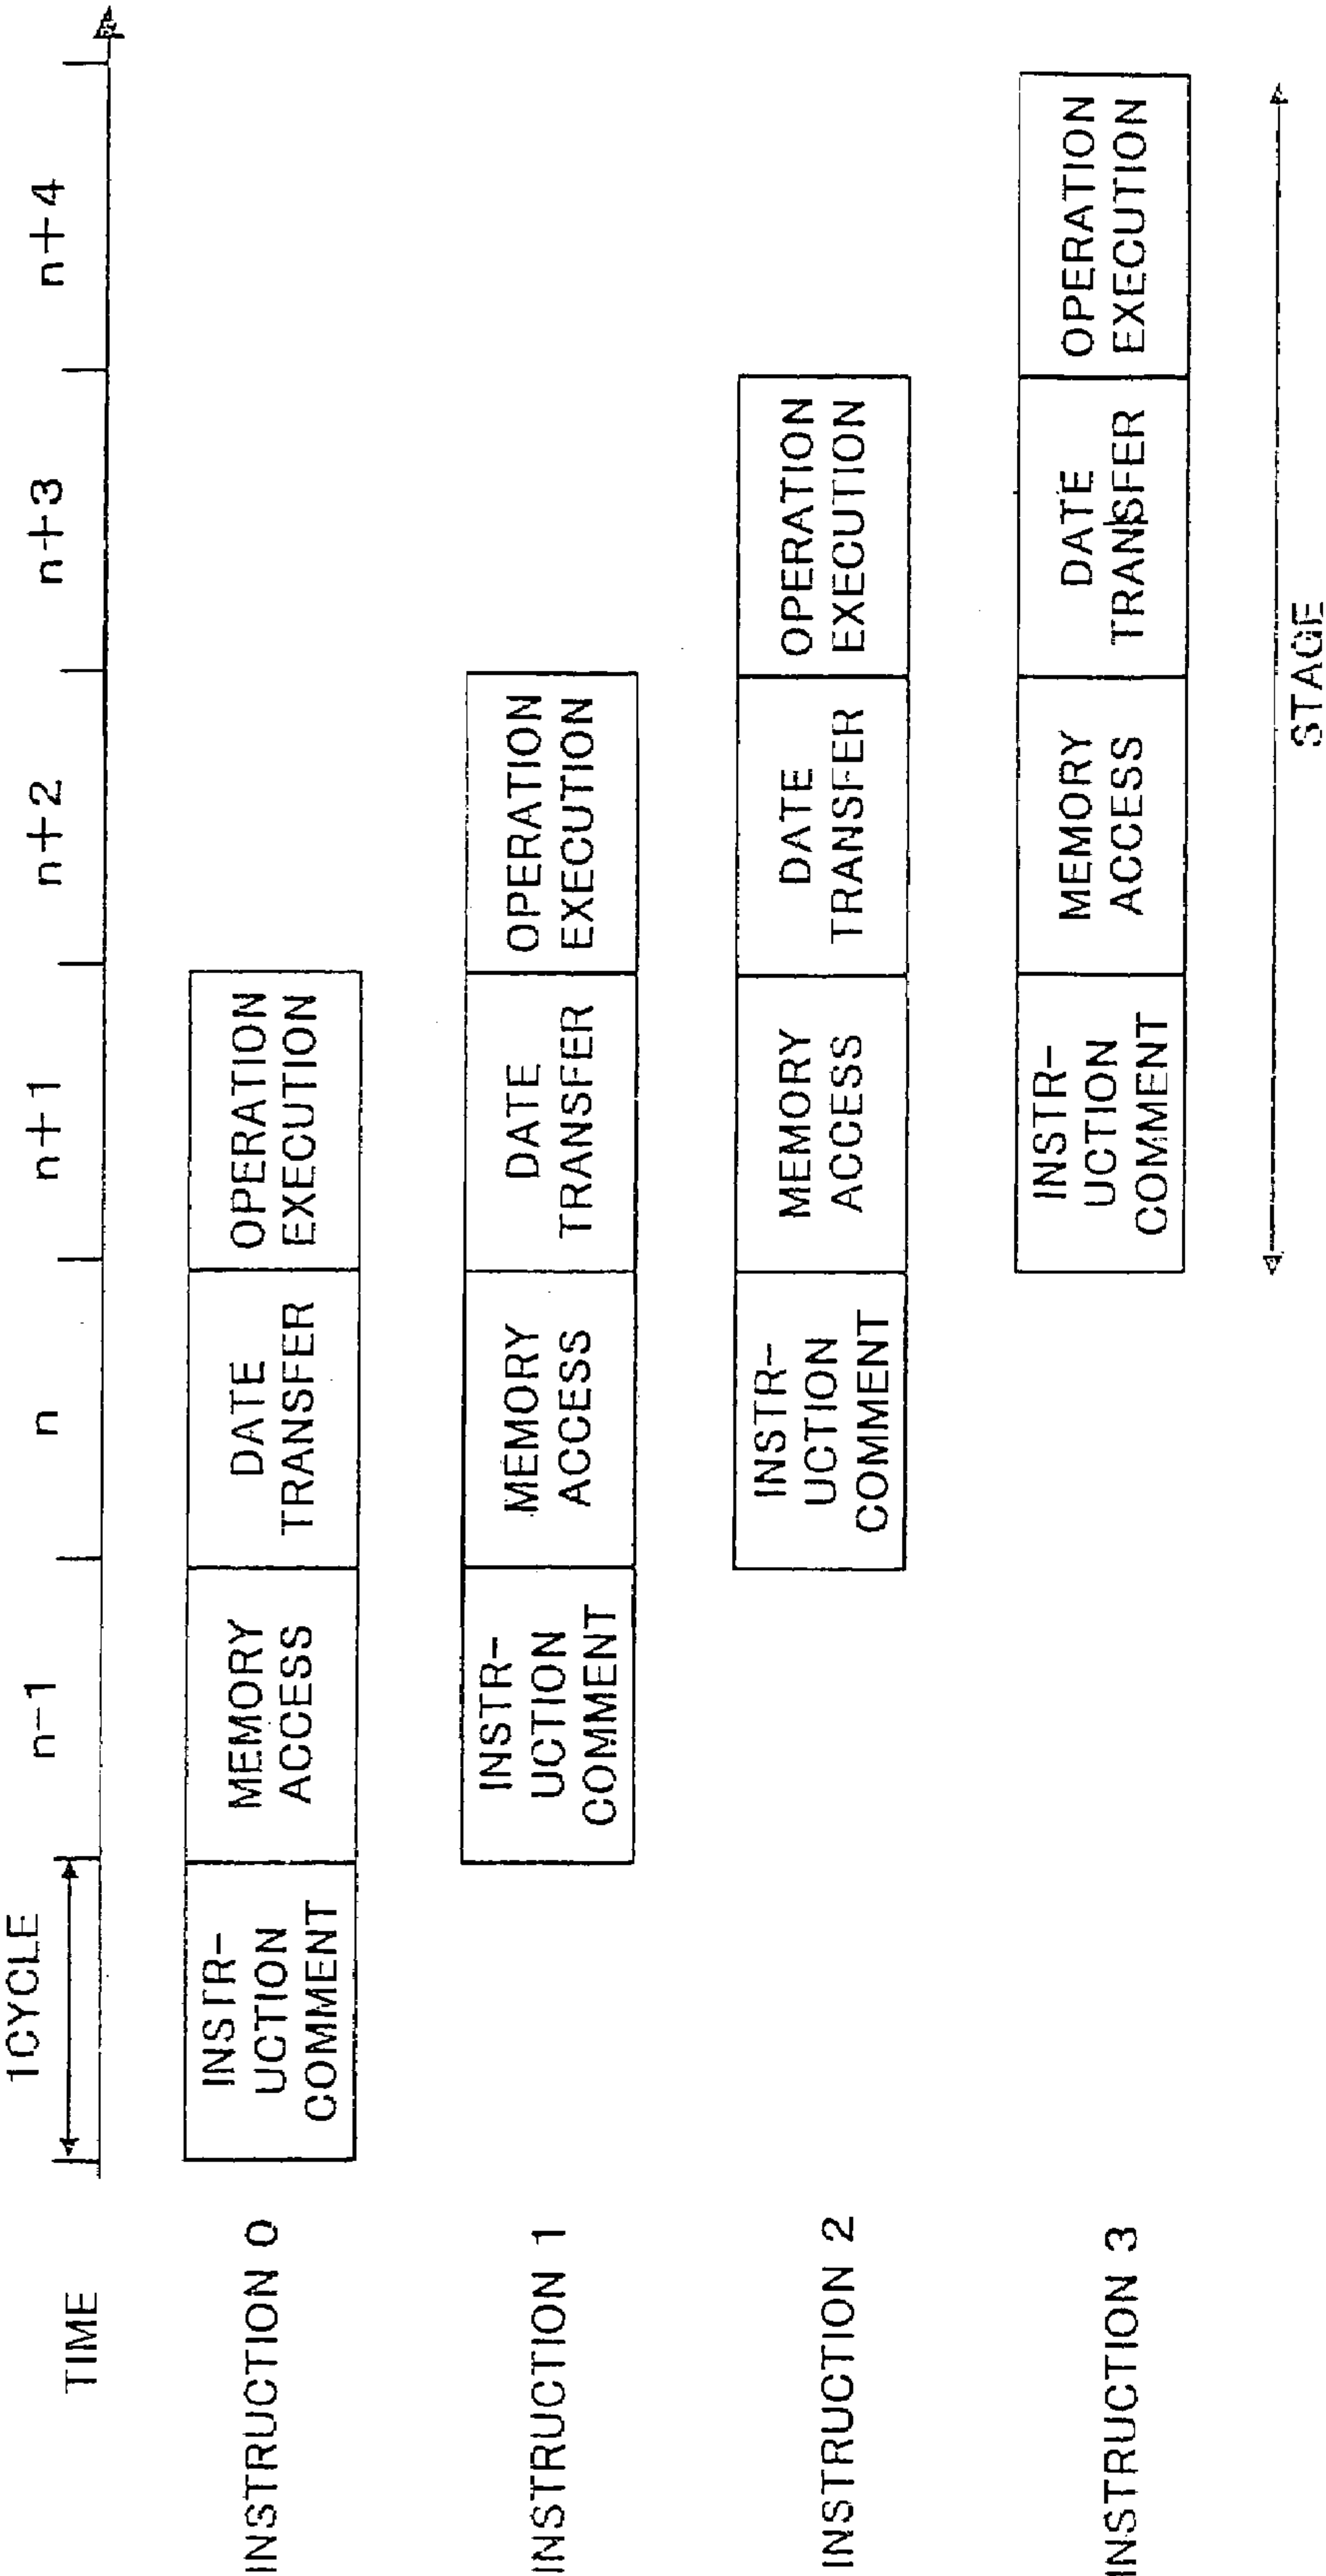 1CYCLE
n-1
n
n+1
n+2
n+3
n+4
TIME
INSTRUCTION 0
INSTR-
UCTION
COMMENT
MEMORY
ACCESS
DATE
TRANSFER
OPERATION
EXECUTION
INSTRUCTION 1
INSTR-
UCTION
COMMENT
MEMORY
ACCESS
DATE
TRANSFER
OPERATION
EXECUTION
INSTRUCTION 2
INSTR-
UCTION
COMMENT
MEMORY
ACCESS
DATE
TRANSFER
OPERATION
EXECUTION
INSTRUCTION 3
INSTR-
UCTION
COMMENT
MEMORY
ACCESS
DATE
TRANSFER
OPERATION
EXECUTION
STAGE